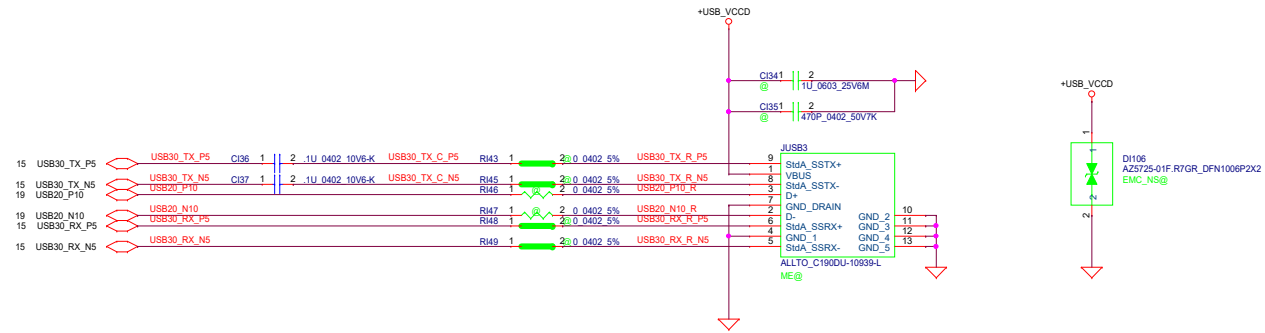 +USB_VCCD
CI34 1 2
@ 1U_0603_25V6M
CI35 1 2
@ 470P_0402_50V7K
+USB_VCCD
1
1
2
2
DI106
AZ5725-01F.R7GR_DFN1006P2X2
EMC_NS@
JUSB3
15 USB30_TX_P5 USB30_TX_P5 CI36 1 2 .1U_0402_10V6-K USB30_TX_C_P5 RI43 1 2 @ 0_0402_5% USB30_TX_R_P5 9 StdA_SSTX+
1 VBUS
15 USB30_TX_N5 USB30_TX_N5 CI37 1 2 .1U_0402_10V6-K USB30_TX_C_N5 RI45 1 2 @ 0_0402_5% USB30_TX_R_N5 8 StdA_SSTX-
19 USB20_P10 USB20_P10 RI46 1 @ 2 0_0402_5% USB20_P10_R 3 D+
7 GND_DRAIN
19 USB20_N10 USB20_N10 RI47 1 @ 2 0_0402_5% USB20_N10_R 2 D- GND_2 10
15 USB30_RX_P5 USB30_RX_P5 RI48 1 2 @ 0_0402_5% USB30_RX_R_P5 6 StdA_SSRX+ GND_3 11
4 GND_1 GND_4 12
15 USB30_RX_N5 USB30_RX_N5 RI49 1 2 @ 0_0402_5% USB30_RX_R_N5 5 StdA_SSRX- GND_5 13
ALLTO_C190DU-10939-L
ME@